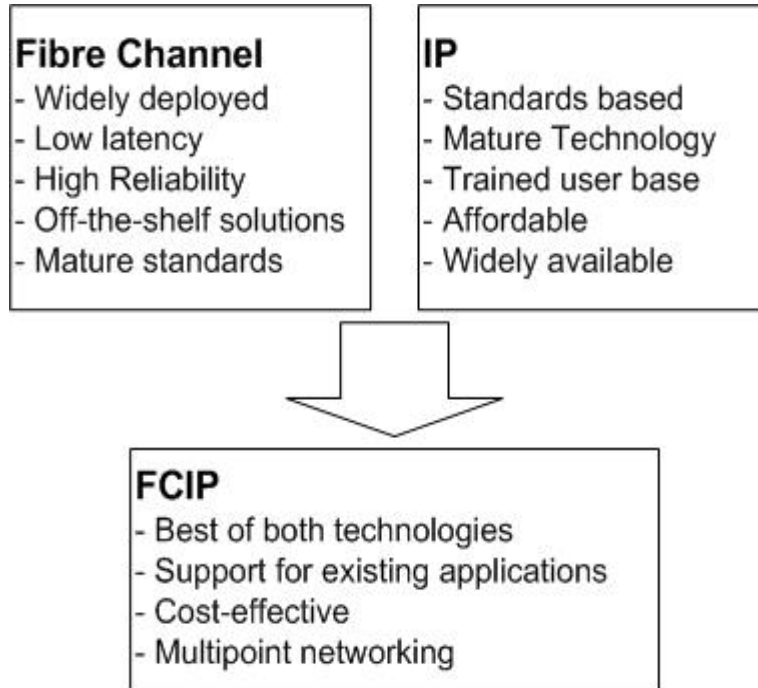 Fibre Channel
- Widely deployed
- Low latency
- High Reliability
- Off-the-shelf solutions
- Mature standards
IP
- Standards based
- Mature Technology
- Trained user base
- Affordable
- Widely available
FCIP
- Best of both technologies
- Support for existing applications
- Cost-effective
- Multipoint networking